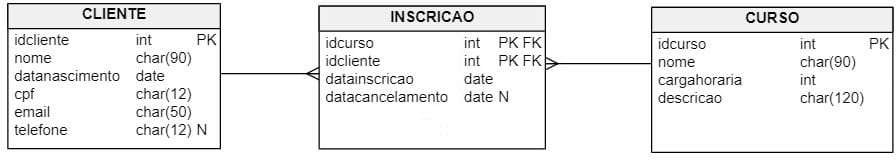 CLIENTE
idcliente int PK
nome char(90)
datanascimento date
cpf char(12)
email char(50)
telefone char(12) N
INSCRICAO
idcurso int PK FK
idcliente int PK FK
datainscricao date
datacancelamento date N
CURSO
idcurso int PK
nome char(90)
cargahoraria int
descricao char(120)